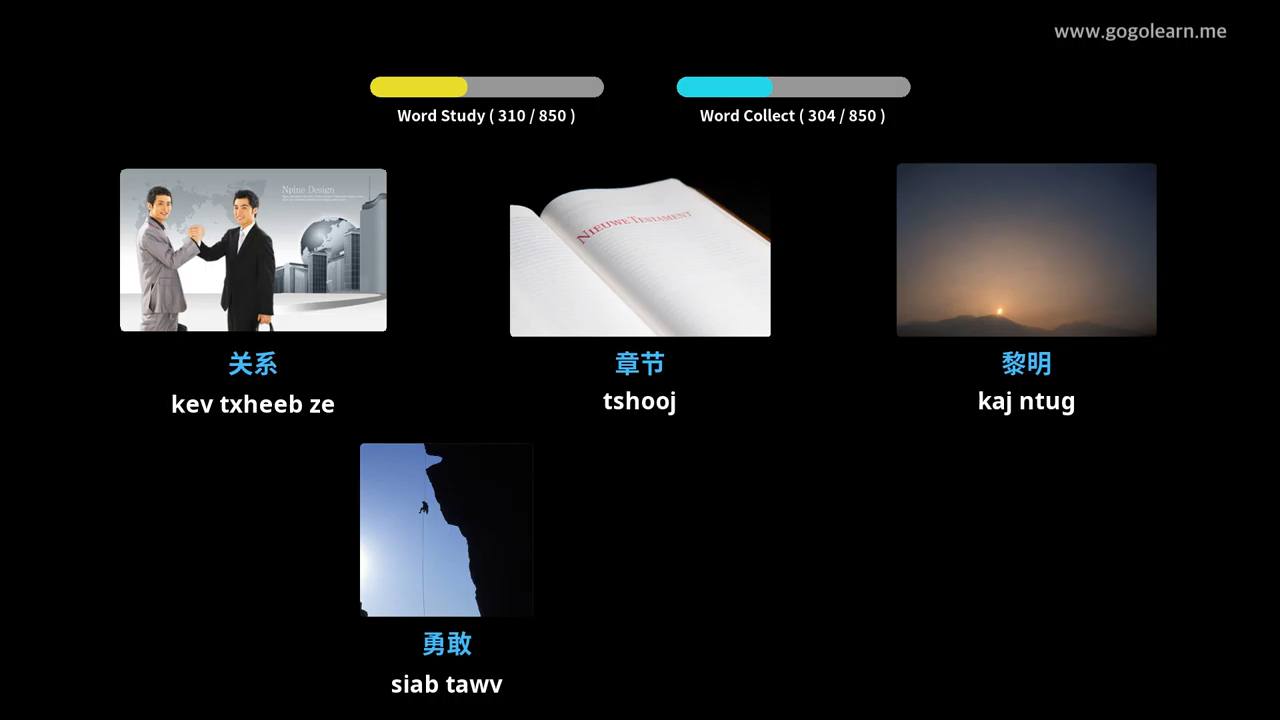 www.gogolearn.me
Word Study ( 310 / 850 )
Word Collect ( 304 / 850 )
Npine Design
NIEUWE TESTAMENT
关系
章节
黎明
kev txheeb ze
tshooj
kaj ntug
勇敢
siab tawv